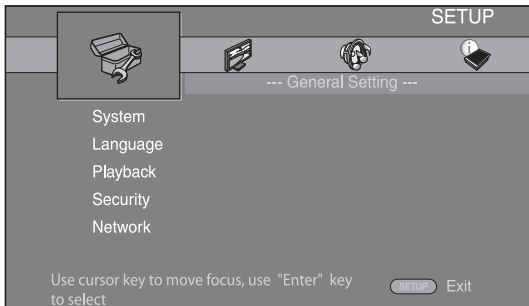 SETUP
--- General Setting ---
System
Language
Playback
Security
Network
Use cursor key to move focus, use "Enter" key
to select
SETUP Exit